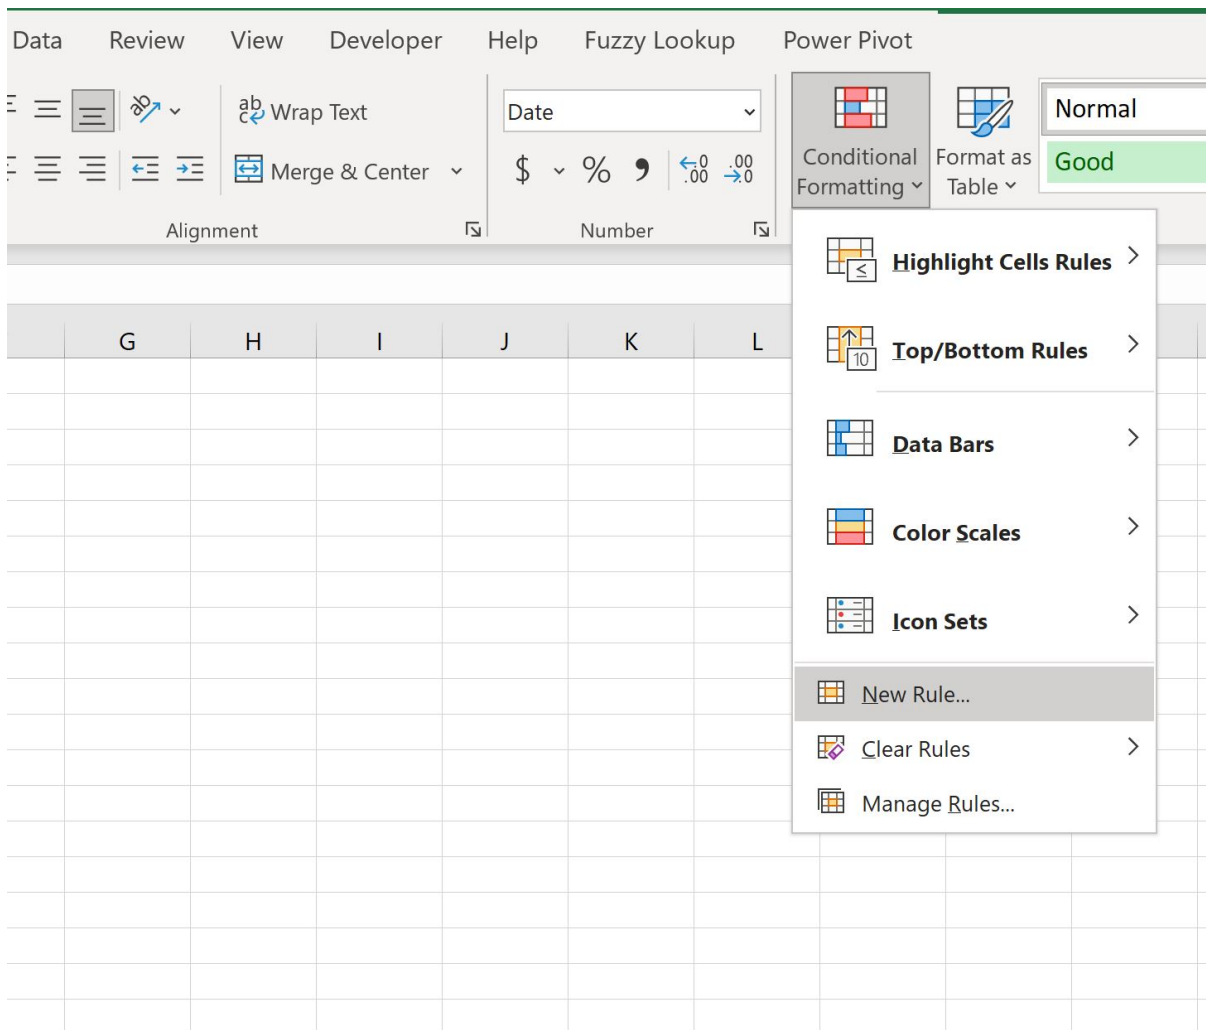 Data Review View Developer Help Fuzzy Lookup Power Pivot
ab Wrap Text
c
Date
Normal
Merge & Center
$ % , .0 .00
.00 .0
Conditional
Formatting
Format as
Table
Good
Alignment
Number
G H I J K L
≤
Highlight Cells Rules
10
Top/Bottom Rules
Data Bars
Color Scales
Icon Sets
New Rule...
Clear Rules
Manage Rules...